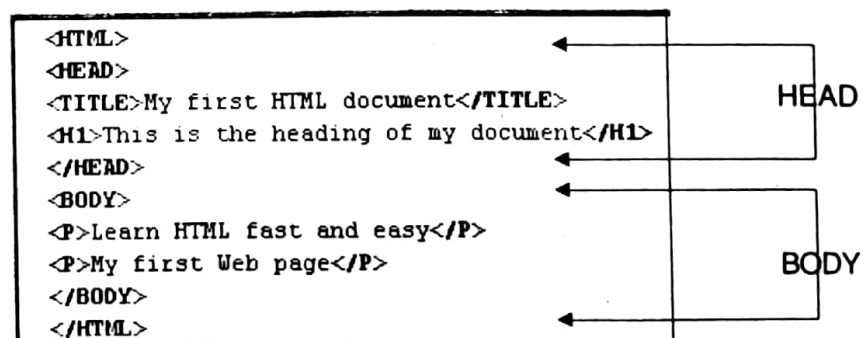 <HTML>
<HEAD>
<TITLE>My first HTML document</TITLE>
<H1>This is the heading of my document</H1>
</HEAD>
<BODY>
<P>Learn HTML fast and easy</P>
<P>My first Web page</P>
</BODY>
</HTML>
HEAD
BODY